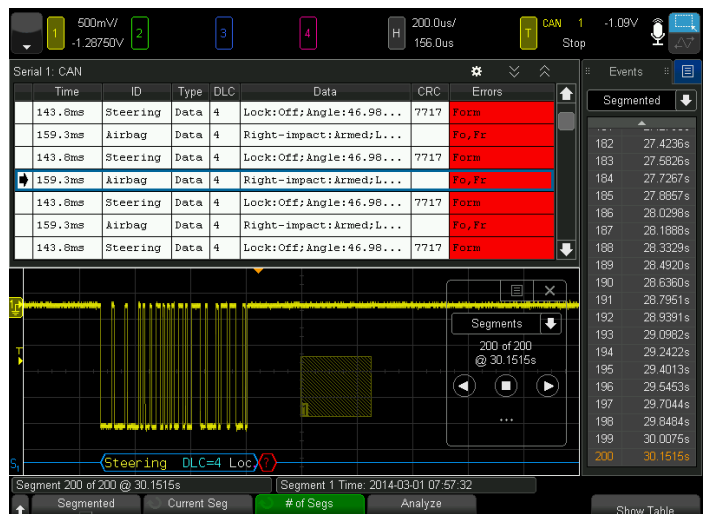 1 500mV/ 2 3 4 H 200.0us/ T CAN 1 -1.09V
-1.28750V 156.0us Stop
Serial 1: CAN
Time ID Type DLC Data CRC Errors
143.8ms Steering Data 4 Lock:Off;Angle:46.98... 7717 Form
159.3ms Airbag Data 4 Right-impact:Armed;L... Fo,Fr
143.8ms Steering Data 4 Lock:Off;Angle:46.98... 7717 Form
159.3ms Airbag Data 4 Right-impact:Armed;L... Fo,Fr
143.8ms Steering Data 4 Lock:Off;Angle:46.98... 7717 Form
159.3ms Airbag Data 4 Right-impact:Armed;L... Fo,Fr
143.8ms Steering Data 4 Lock:Off;Angle:46.98... 7717 Form
Events
Segmented
182 27.4236s
183 27.5826s
184 27.7267s
185 27.8857s
186 28.0298s
187 28.1888s
188 28.3329s
189 28.4920s
190 28.6360s
191 28.7951s
192 28.9391s
193 29.0982s
194 29.2422s
195 29.4013s
196 29.5453s
197 29.7044s
198 29.8484s
199 30.0075s
200 30.1515s
Segments
200 of 200
@ 30.1515s
...
T
S1 Steering DLC=4 Loc ?
Segment 200 of 200 @ 30.1515s Segment 1 Time: 2014-03-01 07:57:32
Segmented Current Seg # of Segs Analyze Show Table